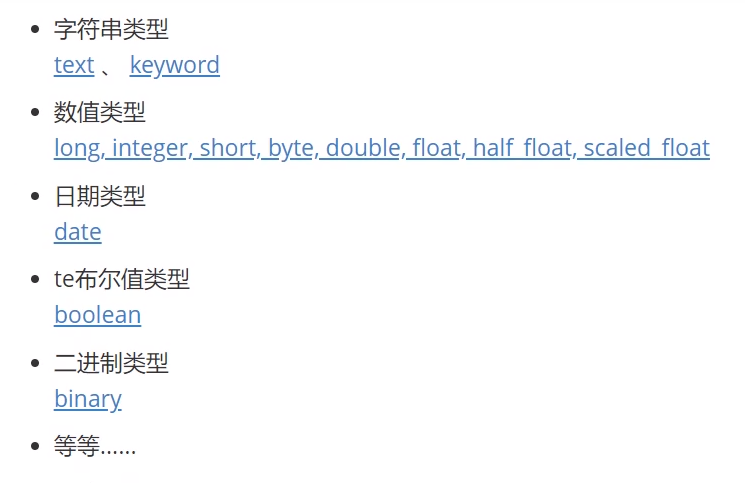 字符串类型
text 、 keyword
数值类型
long, integer, short, byte, double, float, half_float, scaled_float
日期类型
date
te布尔值类型
boolean
二进制类型
binary
等等……